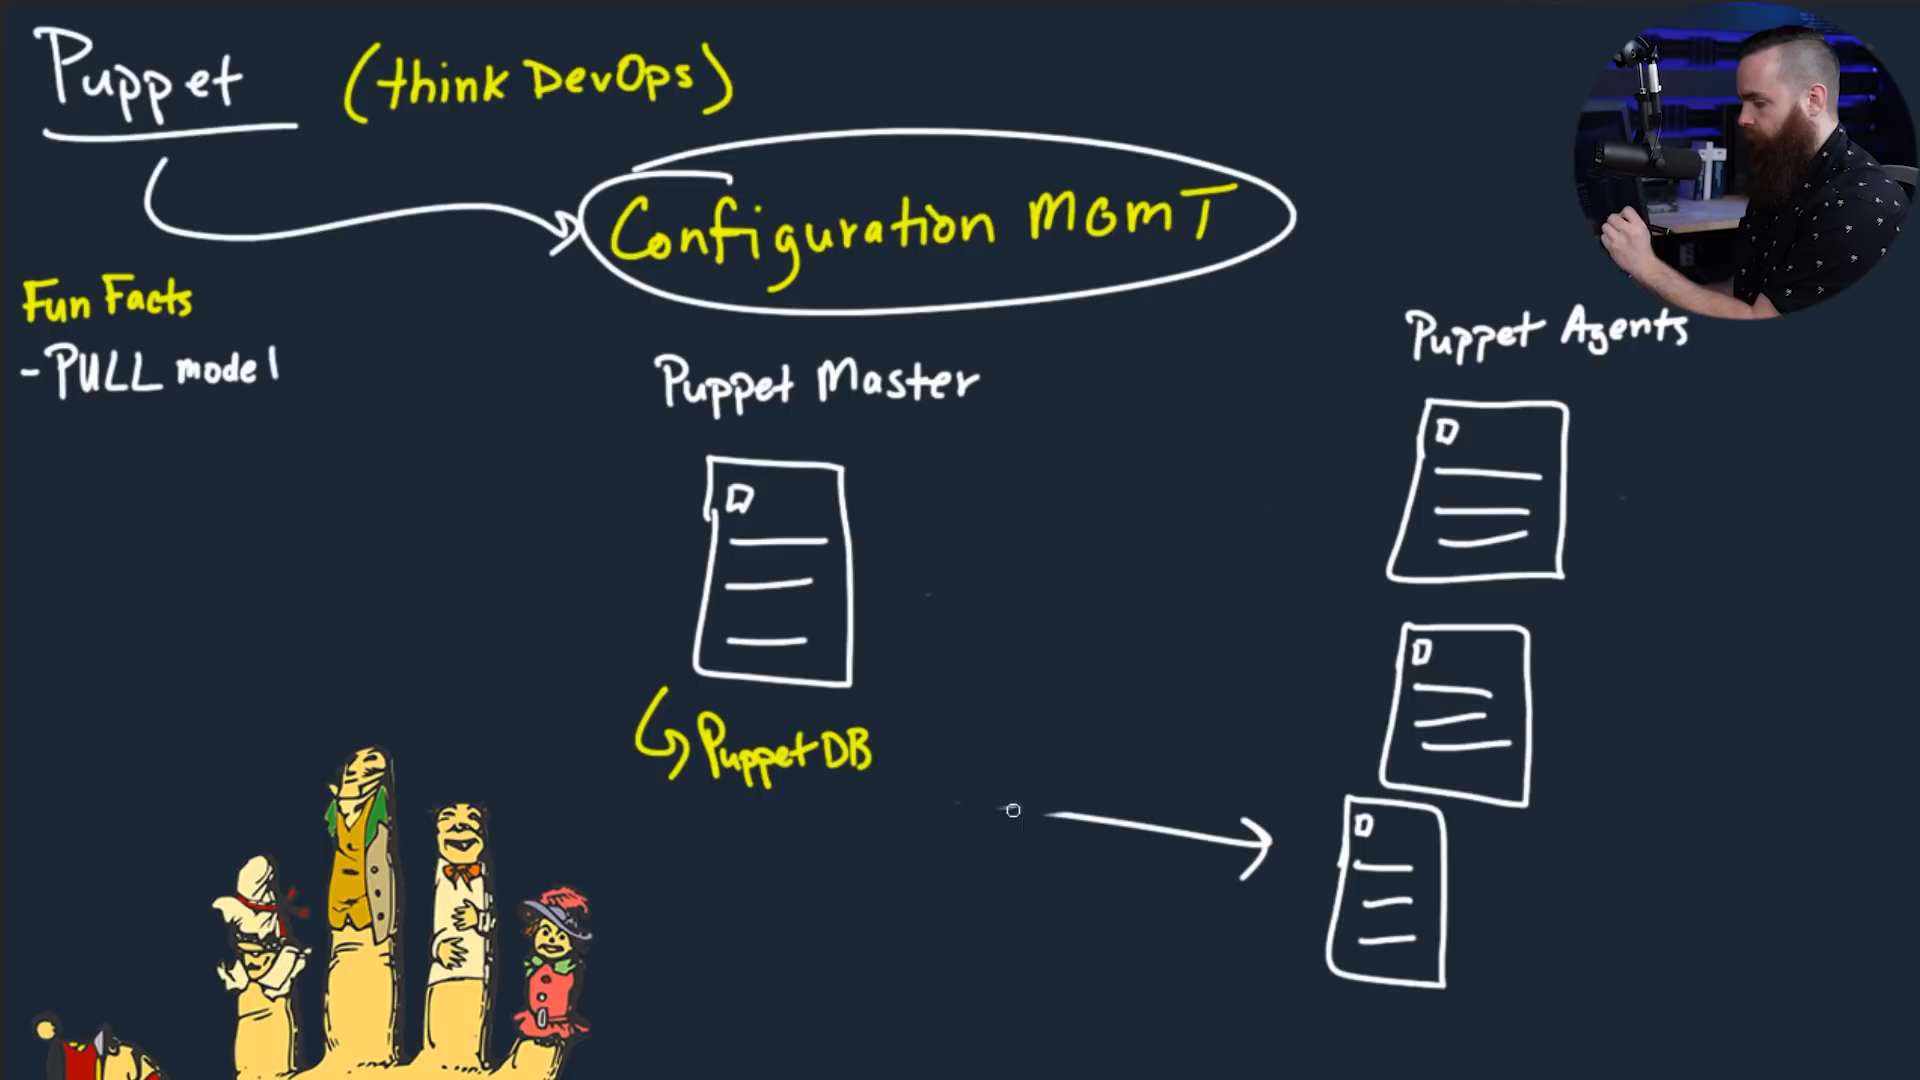 Puppet (think DevOps)
Configuration MGMT
Fun Facts
- PULL model
Puppet Master
Puppet Agents
PuppetDB